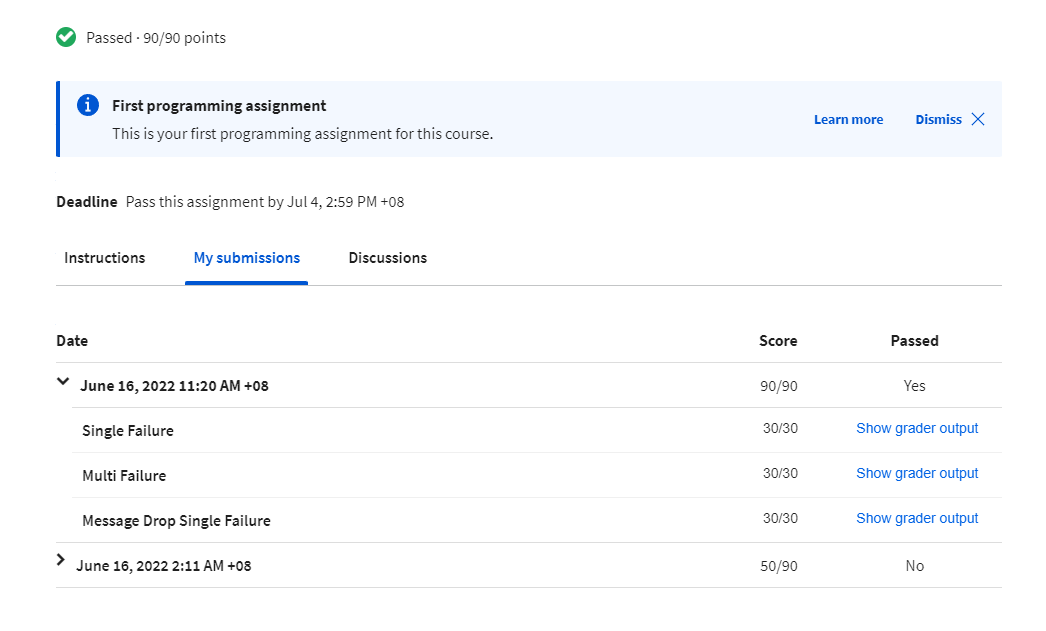 Passed · 90/90 points
First programming assignment
This is your first programming assignment for this course.
Learn more
Dismiss
Deadline Pass this assignment by Jul 4, 2:59 PM +08
Instructions My submissions Discussions
Date Score Passed
June 16, 2022 11:20 AM +08 90/90 Yes
Single Failure 30/30 Show grader output
Multi Failure 30/30 Show grader output
Message Drop Single Failure 30/30 Show grader output
June 16, 2022 2:11 AM +08 50/90 No